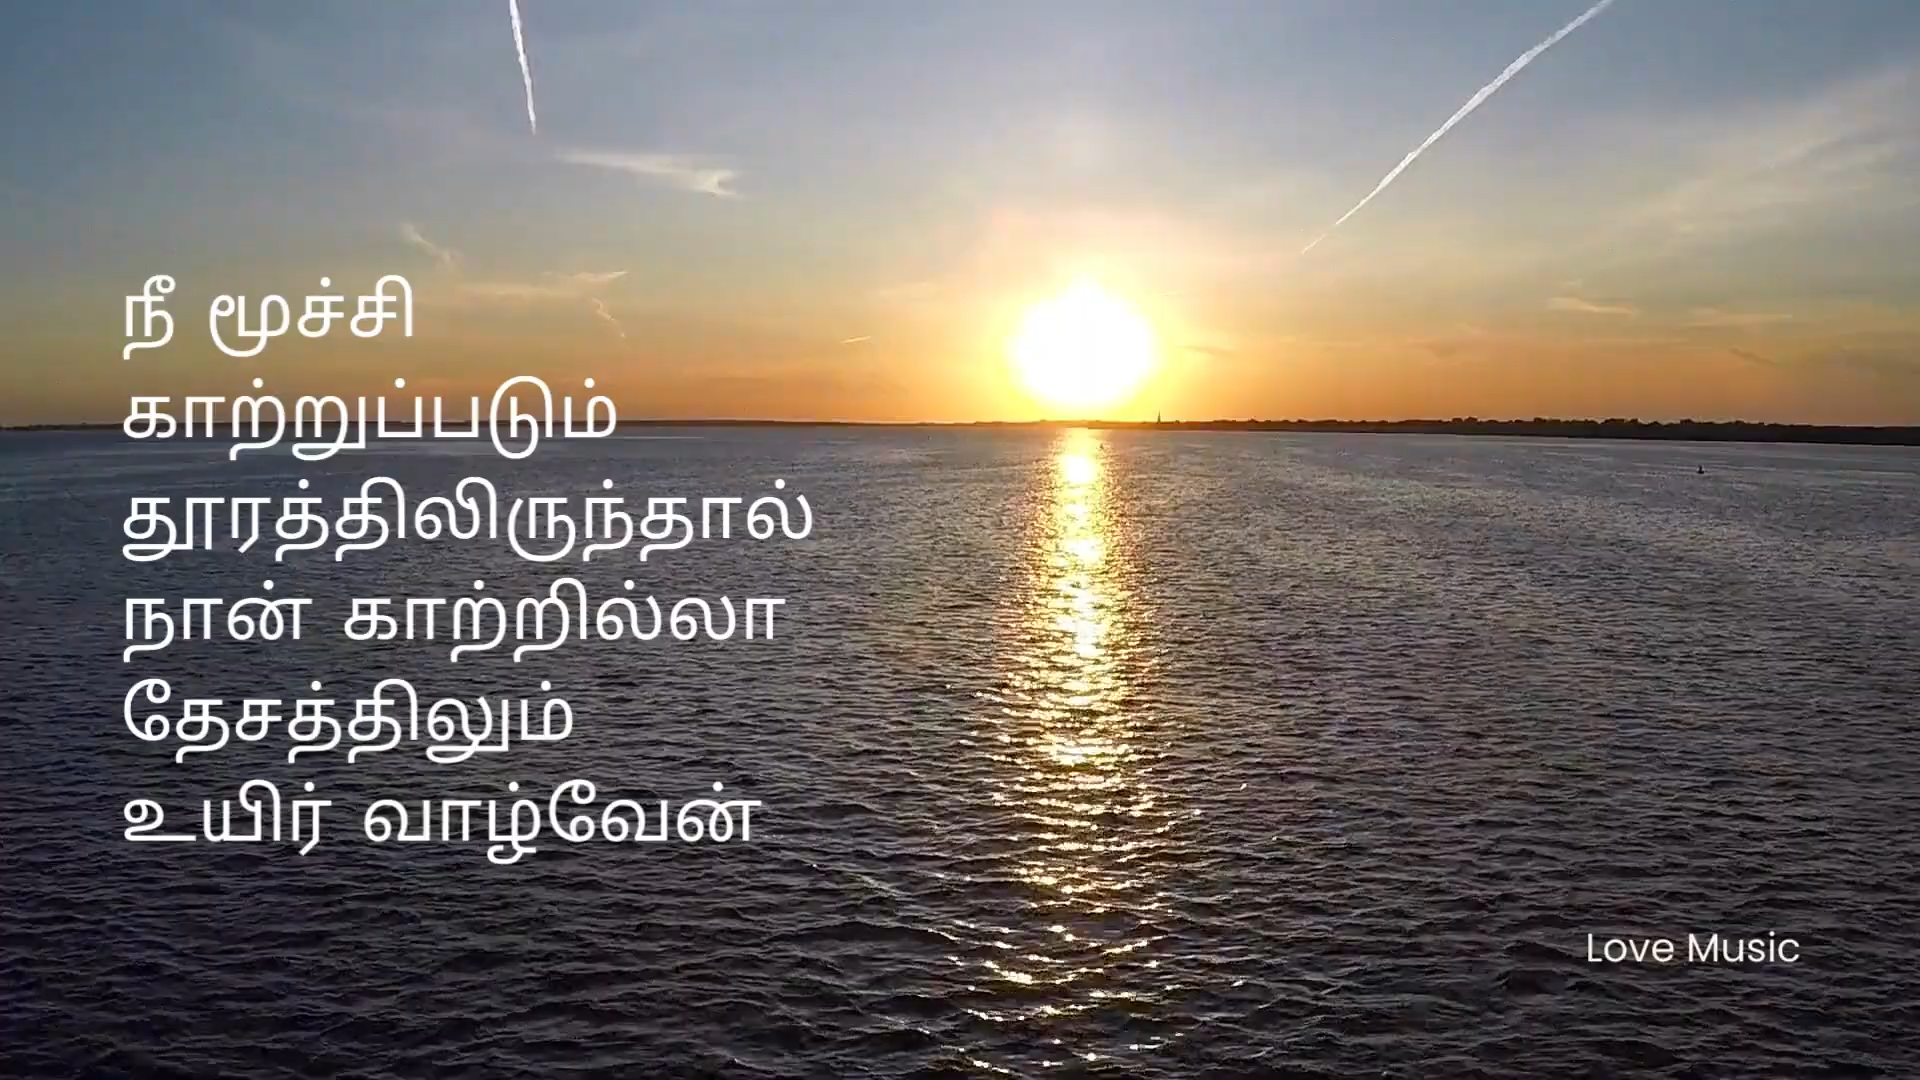 நீ மூச்சி
காற்றுப்படும்
தூரத்திலிருந்தால்
நான் காற்றில்லா
தேசத்திலும்
உயிர் வாழ்வேன்
Love Music